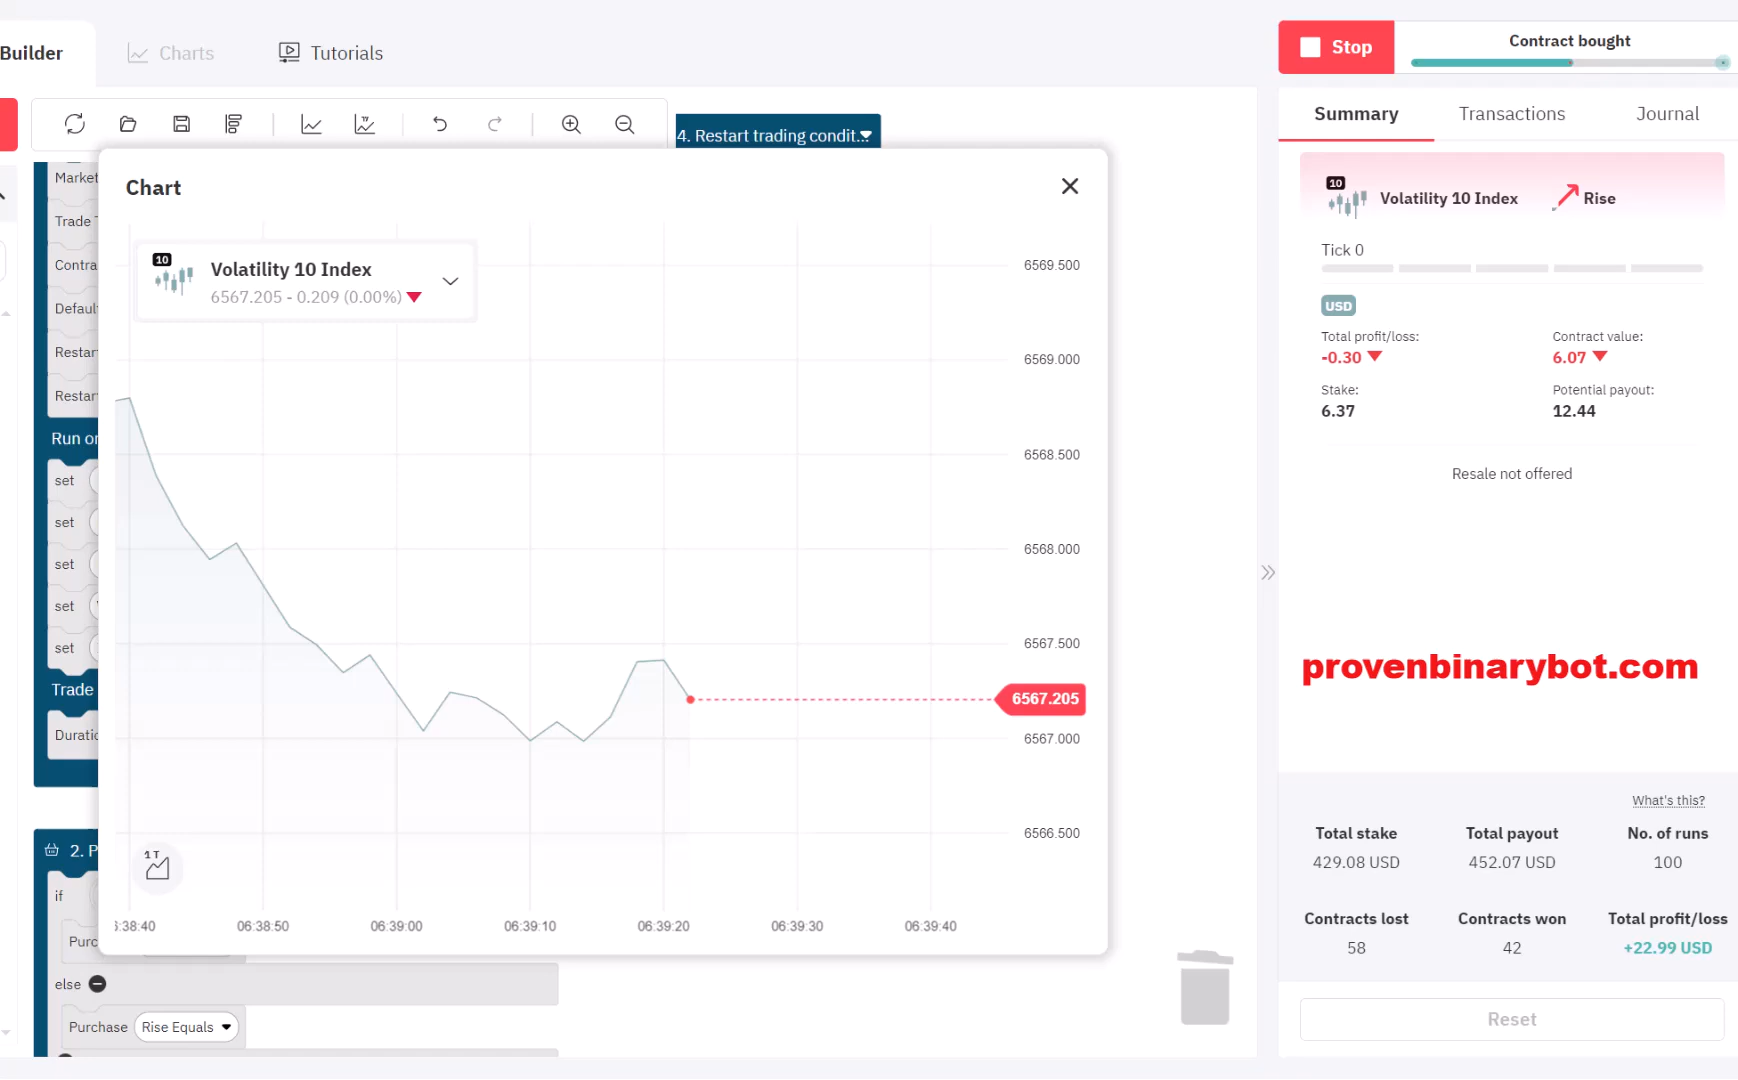 Builder
Charts
Tutorials
Stop
Contract bought
4. Restart trading condit...
Summary
Transactions
Journal
Market
Trade T
Contra
Default
Restar
Restar
Run on
set
set
set
set
set
Trade
Duratio
2. P
if
Purc
else
Purchase
Rise Equals
Chart
10
Volatility 10 Index
6567.205 - 0.209 (0.00%)
6569.500
6569.000
6568.500
6568.000
6567.500
6567.205
6567.000
6566.500
1 T
:38:40
06:38:50
06:39:00
06:39:10
06:39:20
06:39:30
06:39:40
10
Volatility 10 Index
Rise
Tick 0
USD
Total profit/loss:
Contract value:
-0.30
6.07
Stake:
Potential payout:
6.37
12.44
Resale not offered
provenbinarybot.com
What's this?
Total stake
Total payout
No. of runs
429.08 USD
452.07 USD
100
Contracts lost
Contracts won
Total profit/loss
58
42
+22.99 USD
Reset